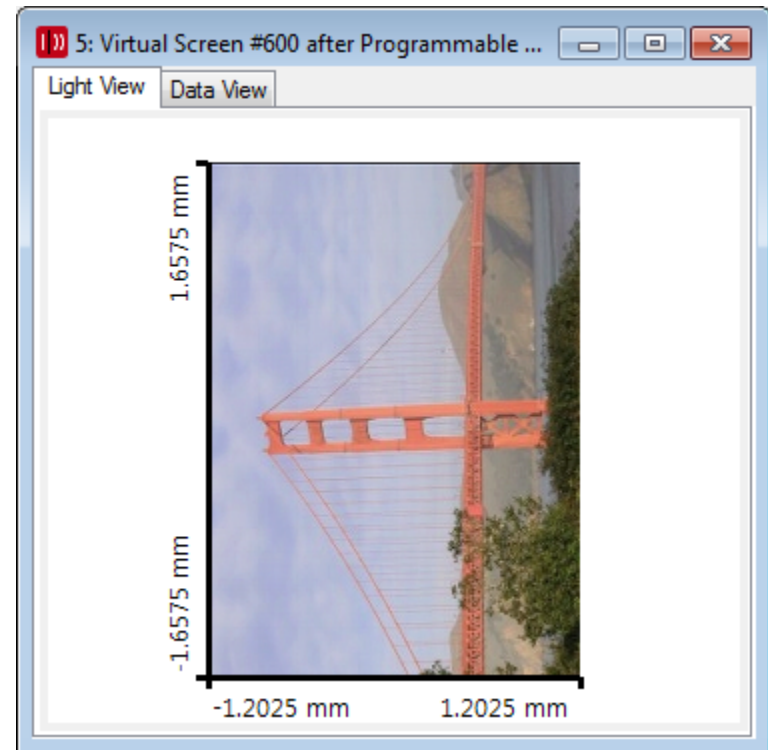 5: Virtual Screen #600 after Programmable ...
Light View Data View
1.6575 mm
-1.6575 mm
-1.2025 mm 1.2025 mm